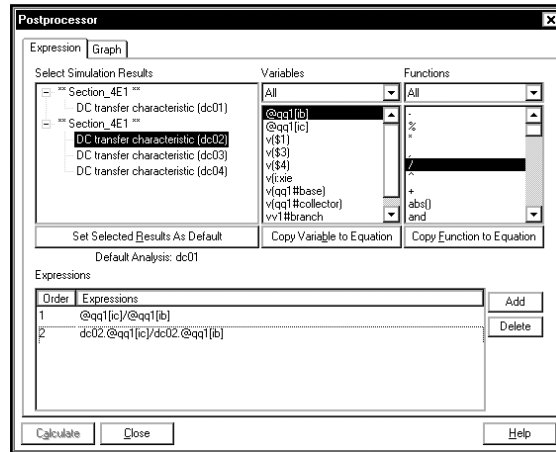 Postprocessor
Expression
Graph
Select Simulation Results
Variables
Functions
** Section_4E1 **
DC transfer characteristic (dc01)
** Section_4E1 **
DC transfer characteristic (dc02)
DC transfer characteristic (dc03)
DC transfer characteristic (dc04)
All
@qq1[ib]
@qq1[ic]
v($1)
v($3)
v($4)
v(i:xie
v(qq1#base)
v(qq1#collector)
vv1#branch
All
-
%
*
,
/
^
+
abs()
and
Set Selected Results As Default
Copy Variable to Equation
Copy Function to Equation
Default Analysis: dc01
Expressions
Order Expressions
1 @qq1[ic]/@qq1[ib]
2 dc02.@qq1[ic]/dc02.@qq1[ib]
Add
Delete
Calculate
Close
Help